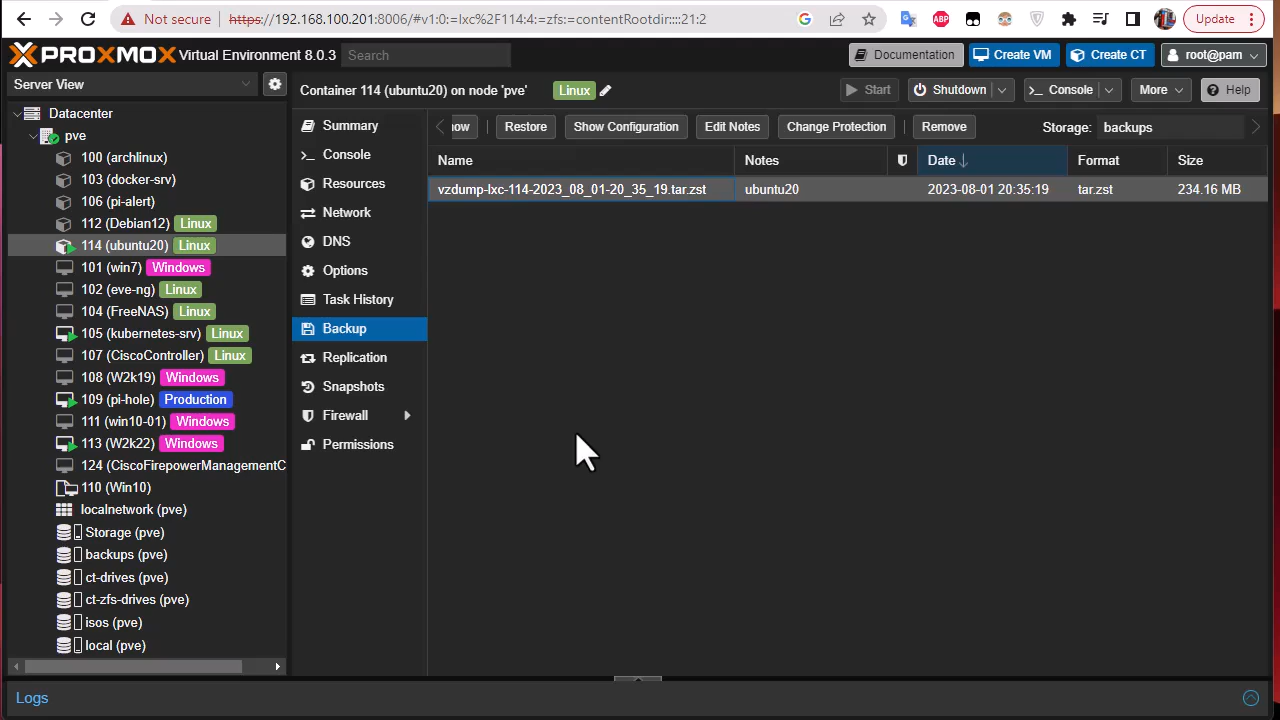 Not secure https://192.168.100.201:8006/#v1:0:=lxc%2F114:4:=zfs:=contentRootdir:::21:2 ABP Update
PROXMOX Virtual Environment 8.0.3 Search Documentation Create VM Create CT root@pam
Server View
Container 114 (ubuntu20) on node 'pve' Linux Start Shutdown Console More Help
Datacenter
pve
100 (archlinux)
103 (docker-srv)
106 (pi-alert)
112 (Debian12) Linux
114 (ubuntu20) Linux
101 (win7) Windows
102 (eve-ng) Linux
104 (FreeNAS) Linux
105 (kubernetes-srv) Linux
107 (CiscoController) Linux
108 (W2k19) Windows
109 (pi-hole) Production
111 (win10-01) Windows
113 (W2k22) Windows
124 (CiscoFirepowerManagementC
110 (Win10)
localnetwork (pve)
Storage (pve)
backups (pve)
ct-drives (pve)
ct-zfs-drives (pve)
isos (pve)
local (pve)
Summary
Console
Resources
Network
DNS
Options
Task History
Backup
Replication
Snapshots
Firewall
Permissions
now Restore Show Configuration Edit Notes Change Protection Remove Storage: backups
Name Notes Date Format Size
vzdump-lxc-114-2023_08_01-20_35_19.tar.zst ubuntu20 2023-08-01 20:35:19 tar.zst 234.16 MB
Logs